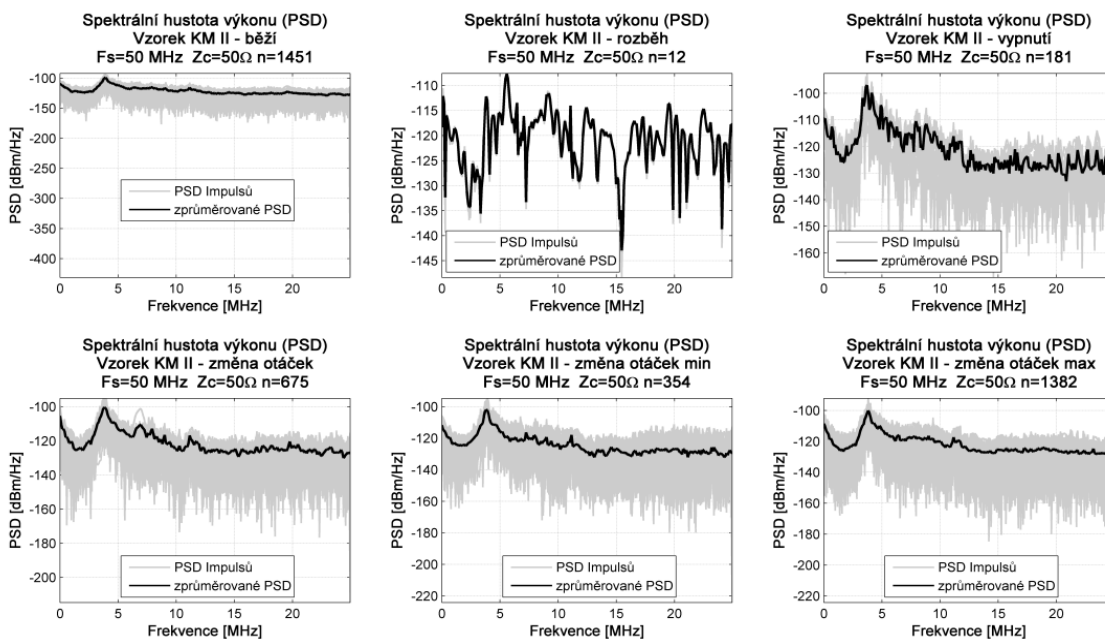 Spektrální hustota výkonu (PSD)
Vzorek KM II - běží
Fs=50 MHz Zc=50Ω n=1451
-100
-150
-200
-250
-300
-350
-400
PSD [dBm/Hz]
PSD Impulsů
zprůměrované PSD
0 5 10 15 20
Frekvence [MHz]
Spektrální hustota výkonu (PSD)
Vzorek KM II - rozběh
Fs=50 MHz Zc=50Ω n=12
-110
-115
-120
-125
-130
-135
-140
-145
PSD [dBm/Hz]
PSD Impulsů
zprůměrované PSD
0 5 10 15 20
Frekvence [MHz]
Spektrální hustota výkonu (PSD)
Vzorek KM II - vypnutí
Fs=50 MHz Zc=50Ω n=181
-100
-110
-120
-130
-140
-150
-160
PSD [dBm/Hz]
PSD Impulsů
zprůměrované PSD
0 5 10 15 20
Frekvence [MHz]
Spektrální hustota výkonu (PSD)
Vzorek KM II - změna otáček
Fs=50 MHz Zc=50Ω n=675
-100
-120
-140
-160
-180
-200
PSD [dBm/Hz]
PSD Impulsů
zprůměrované PSD
0 5 10 15 20
Frekvence [MHz]
Spektrální hustota výkonu (PSD)
Vzorek KM II - změna otáček min
Fs=50 MHz Zc=50Ω n=354
-100
-120
-140
-160
-180
-200
-220
PSD [dBm/Hz]
PSD Impulsů
zprůměrované PSD
0 5 10 15 20
Frekvence [MHz]
Spektrální hustota výkonu (PSD)
Vzorek KM II - změna otáček max
Fs=50 MHz Zc=50Ω n=1382
-100
-120
-140
-160
-180
-200
-220
PSD [dBm/Hz]
PSD Impulsů
zprůměrované PSD
0 5 10 15 20
Frekvence [MHz]